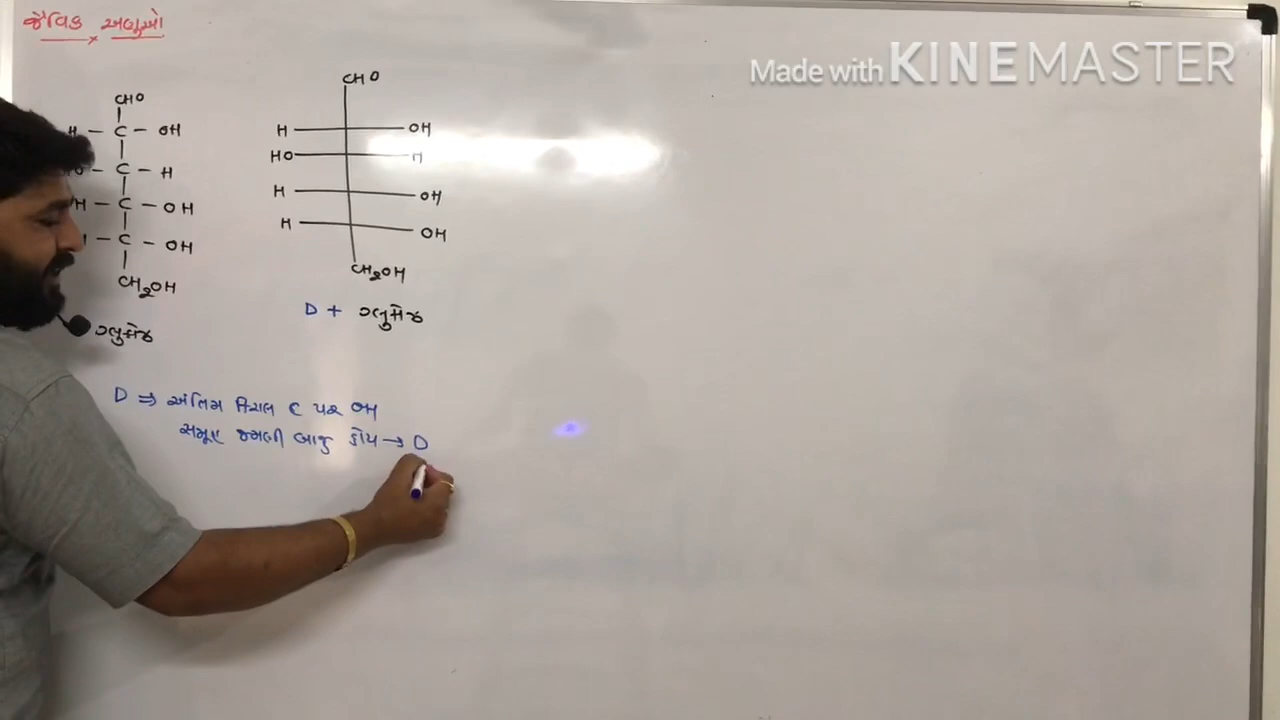 જૈવિક અણુઓ
Made with KINEMASTER
CHO
H – C – OH
– C – H
H – C – OH
– C – OH
CH2OH
ગ્લુકોઝ
CHO
H OH
HO H
H OH
H OH
CH2OH
D + ગ્લુકોઝ
D ⇒ અંતિમ કિરાલ C પર OH
સમૂહ જમણી બાજુ હોય → D